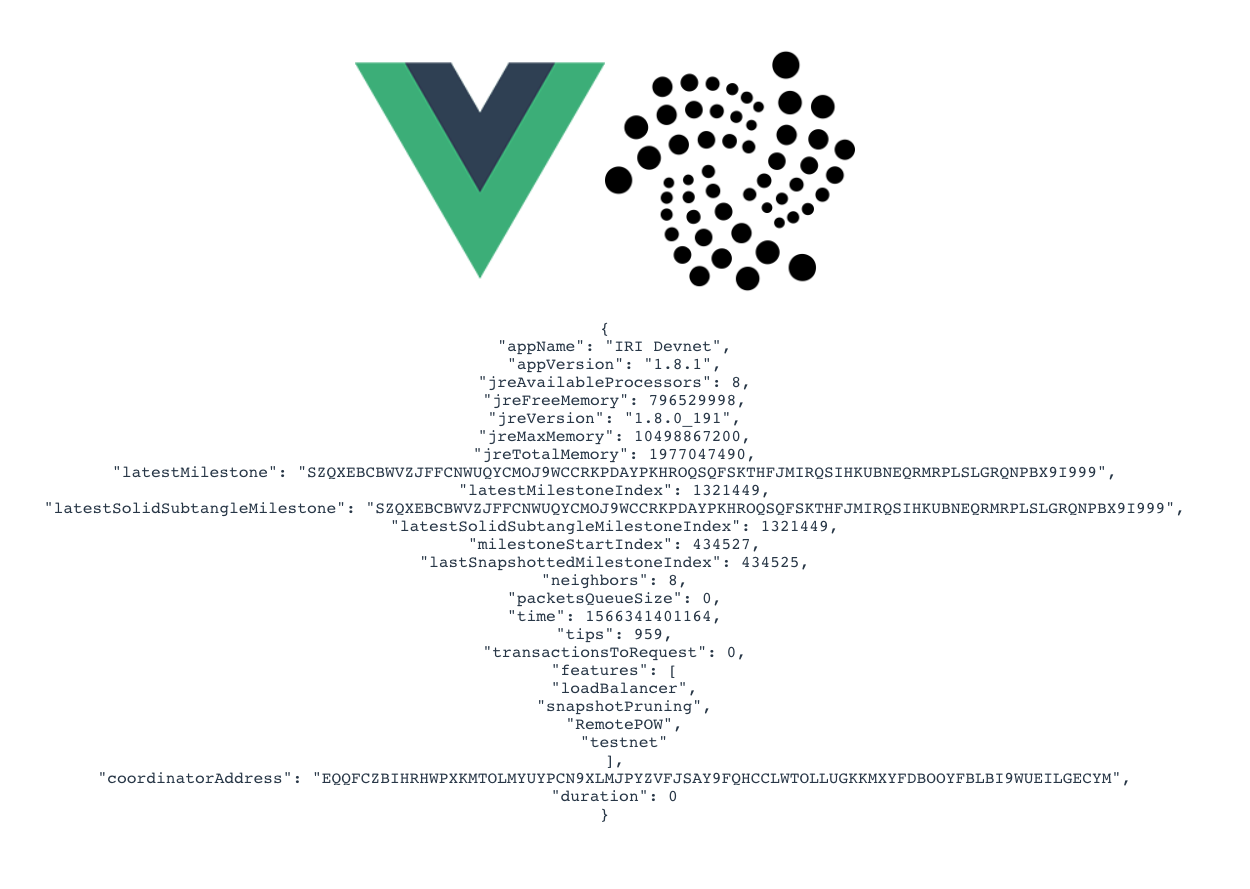 {
"appName": "IRI Devnet",
"appVersion": "1.8.1",
"jreAvailableProcessors": 8,
"jreFreeMemory": 796529998,
"jreVersion": "1.8.0_191",
"jreMaxMemory": 10498867200,
"jreTotalMemory": 1977047490,
"latestMilestone": "SZQXEBCBWVZJFFCNWUQYCMOJ9WCCRKPDAYPKHROQSQFSKTHFJMIRQSIHKUBNEQRMRPLSLGRQNPBX9I999",
"latestMilestoneIndex": 1321449,
"latestSolidSubtangleMilestone": "SZQXEBCBWVZJFFCNWUQYCMOJ9WCCRKPDAYPKHROQSQFSKTHFJMIRQSIHKUBNEQRMRPLSLGRQNPBX9I999",
"latestSolidSubtangleMilestoneIndex": 1321449,
"milestoneStartIndex": 434527,
"lastSnapshottedMilestoneIndex": 434525,
"neighbors": 8,
"packetsQueueSize": 0,
"time": 1566341401164,
"tips": 959,
"transactionsToRequest": 0,
"features": [
"loadBalancer",
"snapshotPruning",
"RemotePOW",
"testnet"
],
"coordinatorAddress": "EQQFCZBIHRHWPXKMTOLMYUYPCN9XLMJPYZVFJSAY9FQHCCLWTOLLUGKKMXYFDBOOYFBLBI9WUEILGECYM",
"duration": 0
}